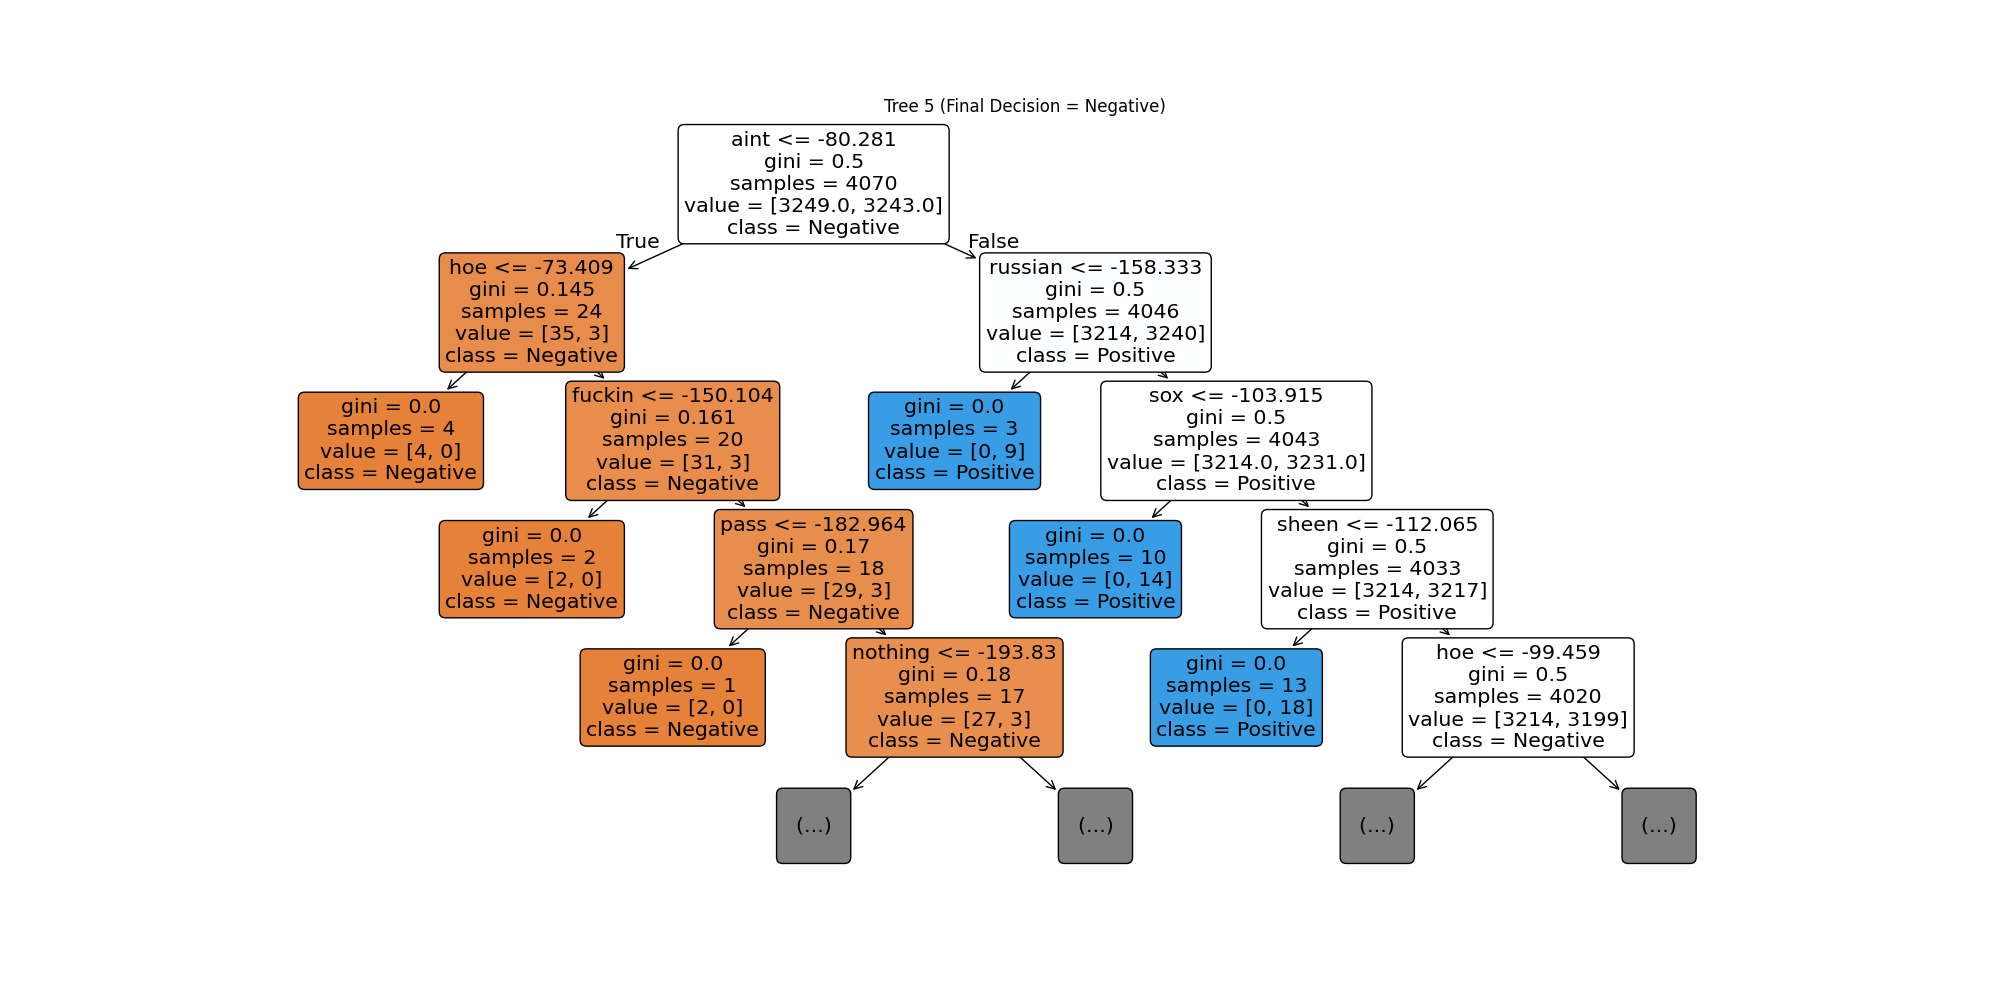 Tree 5 (Final Decision = Negative)
aint <= -80.281
gini = 0.5
samples = 4070
value = [3249.0, 3243.0]
class = Negative
True
False
hoe <= -73.409
gini = 0.145
samples = 24
value = [35, 3]
class = Negative
russian <= -158.333
gini = 0.5
samples = 4046
value = [3214, 3240]
class = Positive
gini = 0.0
samples = 4
value = [4, 0]
class = Negative
fuckin <= -150.104
gini = 0.161
samples = 20
value = [31, 3]
class = Negative
gini = 0.0
samples = 3
value = [0, 9]
class = Positive
sox <= -103.915
gini = 0.5
samples = 4043
value = [3214.0, 3231.0]
class = Positive
gini = 0.0
samples = 2
value = [2, 0]
class = Negative
pass <= -182.964
gini = 0.17
samples = 18
value = [29, 3]
class = Negative
gini = 0.0
samples = 10
value = [0, 14]
class = Positive
sheen <= -112.065
gini = 0.5
samples = 4033
value = [3214, 3217]
class = Positive
gini = 0.0
samples = 1
value = [2, 0]
class = Negative
nothing <= -193.83
gini = 0.18
samples = 17
value = [27, 3]
class = Negative
gini = 0.0
samples = 13
value = [0, 18]
class = Positive
hoe <= -99.459
gini = 0.5
samples = 4020
value = [3214, 3199]
class = Negative
(...)
(...)
(...)
(...)